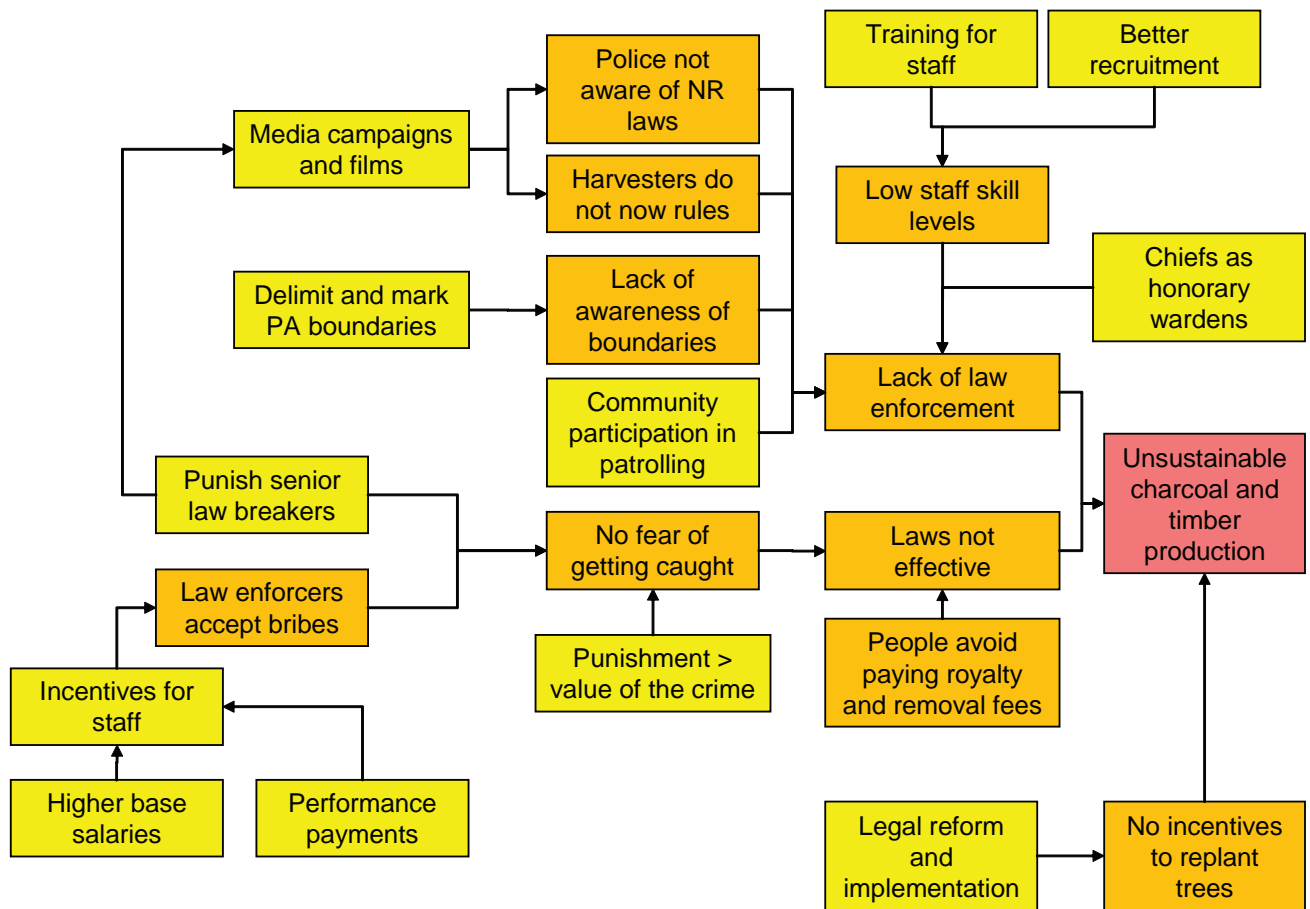 Training for
staff
Better
recruitment
Police not
aware of NR
laws
Media campaigns
and films
Harvesters do
not now rules
Low staff skill
levels
Chiefs as
honorary
wardens
Delimit and mark
PA boundaries
Lack of
awareness of
boundaries
Lack of law
enforcement
Community
participation in
patrolling
Unsustainable
charcoal and
timber
production
Punish senior
law breakers
No fear of
getting caught
Laws not
effective
Law enforcers
accept bribes
Punishment >
value of the crime
People avoid
paying royalty
and removal fees
Incentives for
staff
Higher base
salaries
Performance
payments
Legal reform
and
implementation
No incentives
to replant
trees